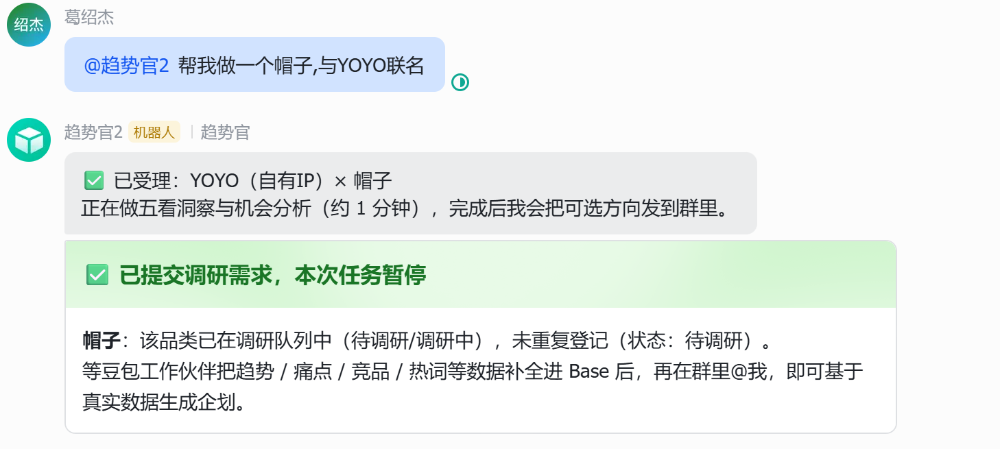 绍杰
葛绍杰
@趋势官2 帮我做一个帽子,与YOYO联名
趋势官2 机器人 | 趋势官
✅ 已受理：YOYO（自有IP）× 帽子
正在做五看洞察与机会分析（约 1 分钟），完成后我会把可选方向发到群里。
✅ 已提交调研需求，本次任务暂停
帽子：该品类已在调研队列中（待调研/调研中），未重复登记（状态：待调研）。
等豆包工作伙伴把趋势 / 痛点 / 竞品 / 热词等数据补全进 Base 后，再在群里@我，即可基于
真实数据生成企划。